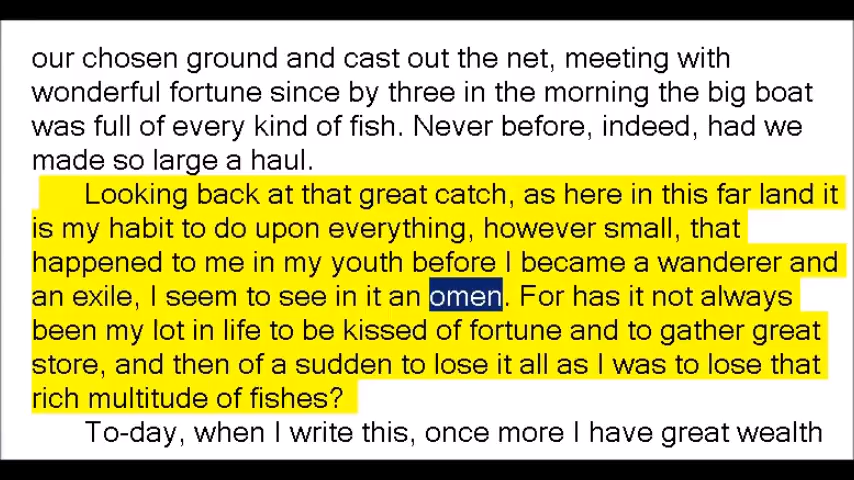 our chosen ground and cast out the net, meeting with
wonderful fortune since by three in the morning the big boat
was full of every kind of fish. Never before, indeed, had we
made so large a haul.
Looking back at that great catch, as here in this far land it
is my habit to do upon everything, however small, that
happened to me in my youth before I became a wanderer and
an exile, I seem to see in it an omen. For has it not always
been my lot in life to be kissed of fortune and to gather great
store, and then of a sudden to lose it all as I was to lose that
rich multitude of fishes?
To-day, when I write this, once more I have great wealth